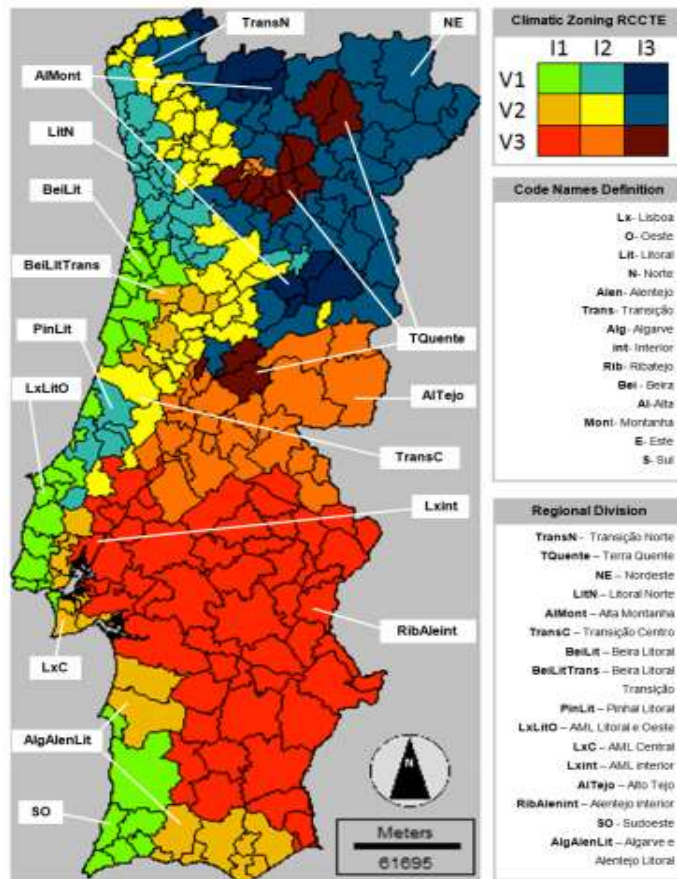 TransN
NE
AlMont
LitN
BeiLit
BeiLitTrans
PinLit
TQuente
LxLitO
AlTejo
TransC
Lxint
RibAleint
LxC
AlgAlenLit
SO
N
Meters
61695
Climatic Zoning RCCTE
I1 I2 I3
V1
V2
V3
Code Names Definition
Lx- Lisboa
O- Oeste
Lit- Litoral
N- Norte
Alen- Alentejo
Trans- Transição
Alg- Algarve
int- Interior
Rib- Ribatejo
Bei - Beira
Al-Alta
Mont- Montanha
E- Este
S- Sul
Regional Division
TransN - Transição Norte
TQuente – Terra Quente
NE – Nordeste
LitN – Litoral Norte
AlMont – Alta Montanha
TransC – Transição Centro
BeiLit – Beira Litoral
BeiLitTrans – Beira Litoral
Transição
PinLit – Pinhal Litoral
LxLitO – AML Litoral e Oeste
LxC – AML Central
Lxint – AML interior
AlTejo – Alto Tejo
RibAlenint – Alentejo interior
SO - Sudoeste
AlgAlenLit – Algarve e
Alentejo Litoral